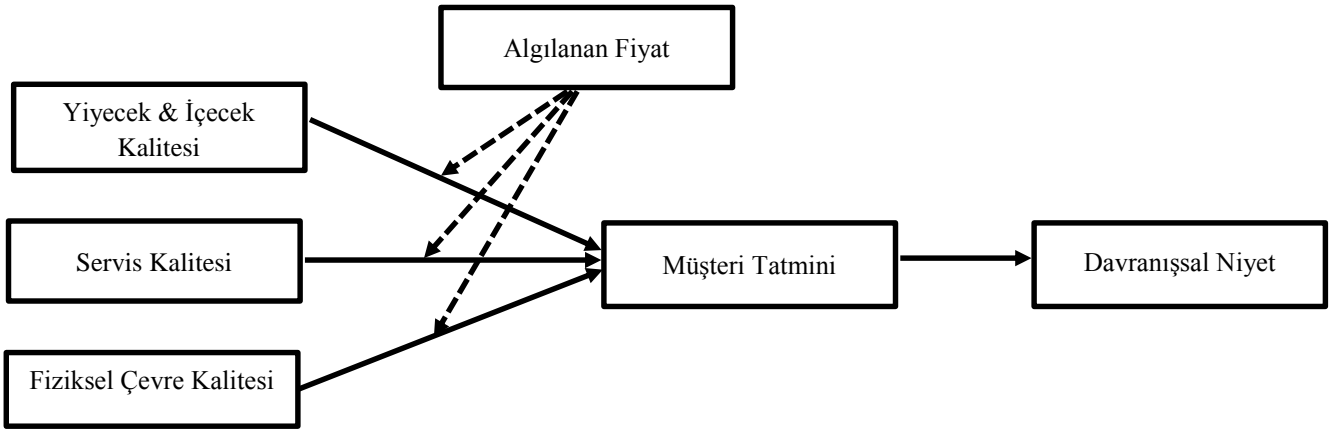 Algılanan Fiyat
Yiyecek & İçecek
Kalitesi
Servis Kalitesi
Müşteri Tatmini
Davranışsal Niyet
Fiziksel Çevre Kalitesi